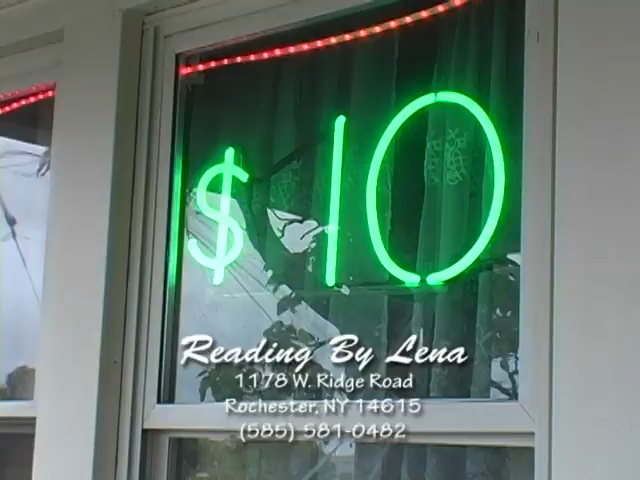 $10
Reading By Lena
1178 W. Ridge Road
Rochester, NY 14615
(585) 581-0482